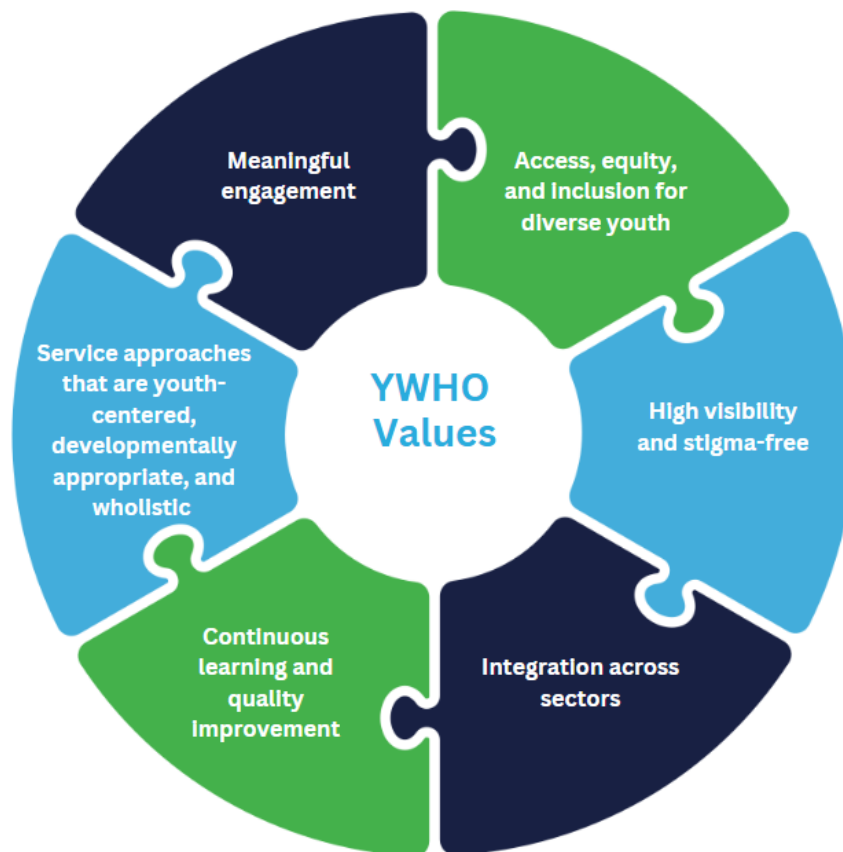 YWHO
Values
Access, equity,
and inclusion for
diverse youth
High visibility
and stigma-free
Integration across
sectors
Continuous
learning and
quality
improvement
Service approaches
that are youth-
centered,
developmentally
appropriate, and
wholistic
Meaningful
engagement